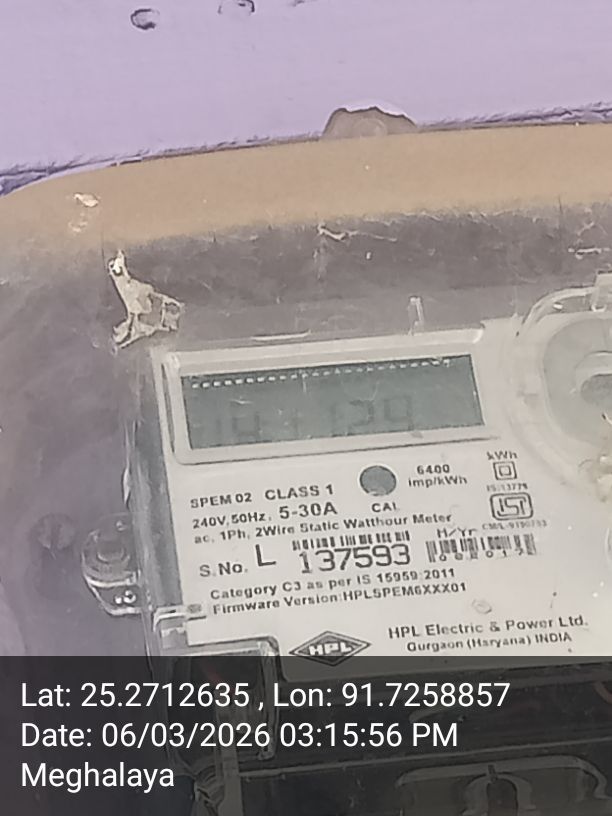 6400
imp/kWh
kWh
SPEM 02 CLASS 1
240V, 50Hz, 5-30A
CAL
ac, 1Ph, 2Wire Static Watthour Meter
S.No. L 137593
M/Yr
Category C3 as per IS 15959:2011
Firmware Version:HPLSPEM6XXX01
HPL
HPL Electric & Power Ltd.
Gurgaon (Haryana) INDIA
Lat: 25.2712635 , Lon: 91.7258857
Date: 06/03/2026 03:15:56 PM
Meghalaya